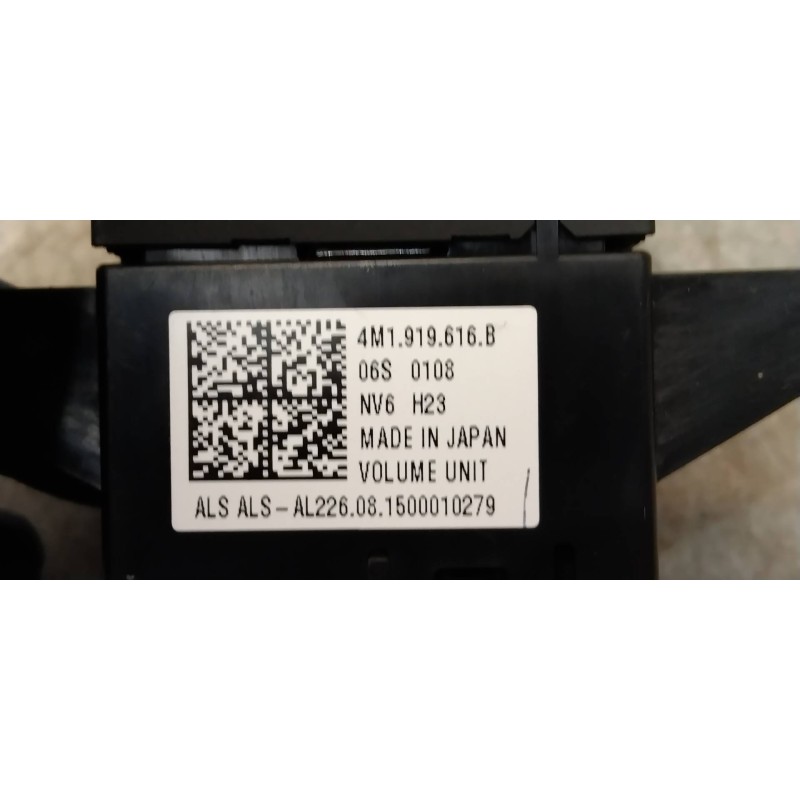 4M1.919.616.B
06S 0108
NV6 H23
MADE IN JAPAN
VOLUME UNIT
ALS ALS-AL226.08.1500010279